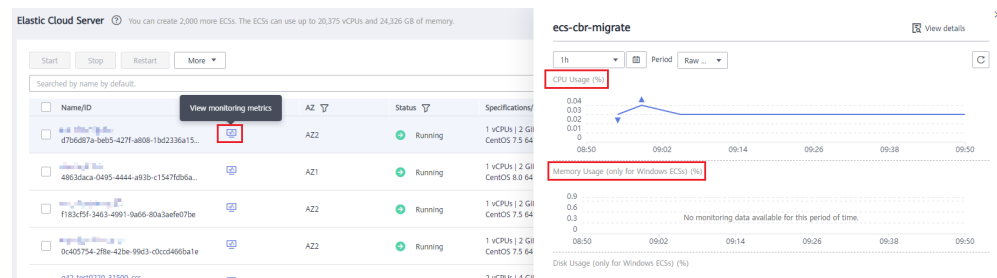 Elastic Cloud Server You can create 2,000 more ECSs. The ECSs can use up to 20,375 vCPUs and 24,326 GB of memory.
Start Stop Restart More
Searched by name by default.
Name/ID View monitoring metrics AZ Status Specifications/
d7b6d87a-beb5-427f-a808-1bd2336a15... AZ2 Running 1 vCPUs | 2 GiB
CentOS 7.5 64
4863daca-0495-4444-a93b-c1547fdb6a... AZ1 Running 1 vCPUs | 2 GiB
CentOS 8.0 64
f183cf5f-3463-4991-9a66-80a3aefe07be AZ2 Running 1 vCPUs | 2 GiB
CentOS 7.5 64
0c405754-2f8e-42be-99d3-c0ccd466ba1e AZ2 Running 1 vCPUs | 2 GiB
CentOS 7.5 64
ecs-cbr-migrate View details
1h Period Raw ...
CPU Usage (%)
0.04
0.03
0.02
0.01
0
08:50 09:02 09:14 09:26 09:38 09:50
Memory Usage (only for Windows ECSs) (%)
0.9
0.6
0.3
0
No monitoring data available for this period of time.
08:50 09:02 09:14 09:26 09:38 09:50
Disk Usage (only for Windows ECSs) (%)